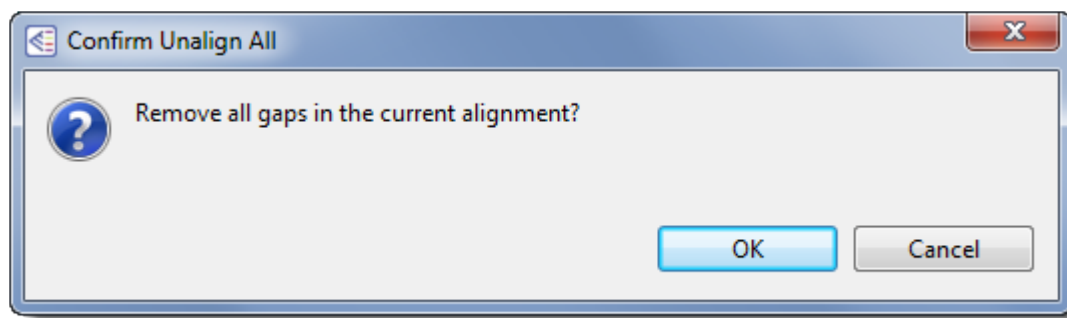 Confirm Unalign All
Remove all gaps in the current alignment?
OK
Cancel